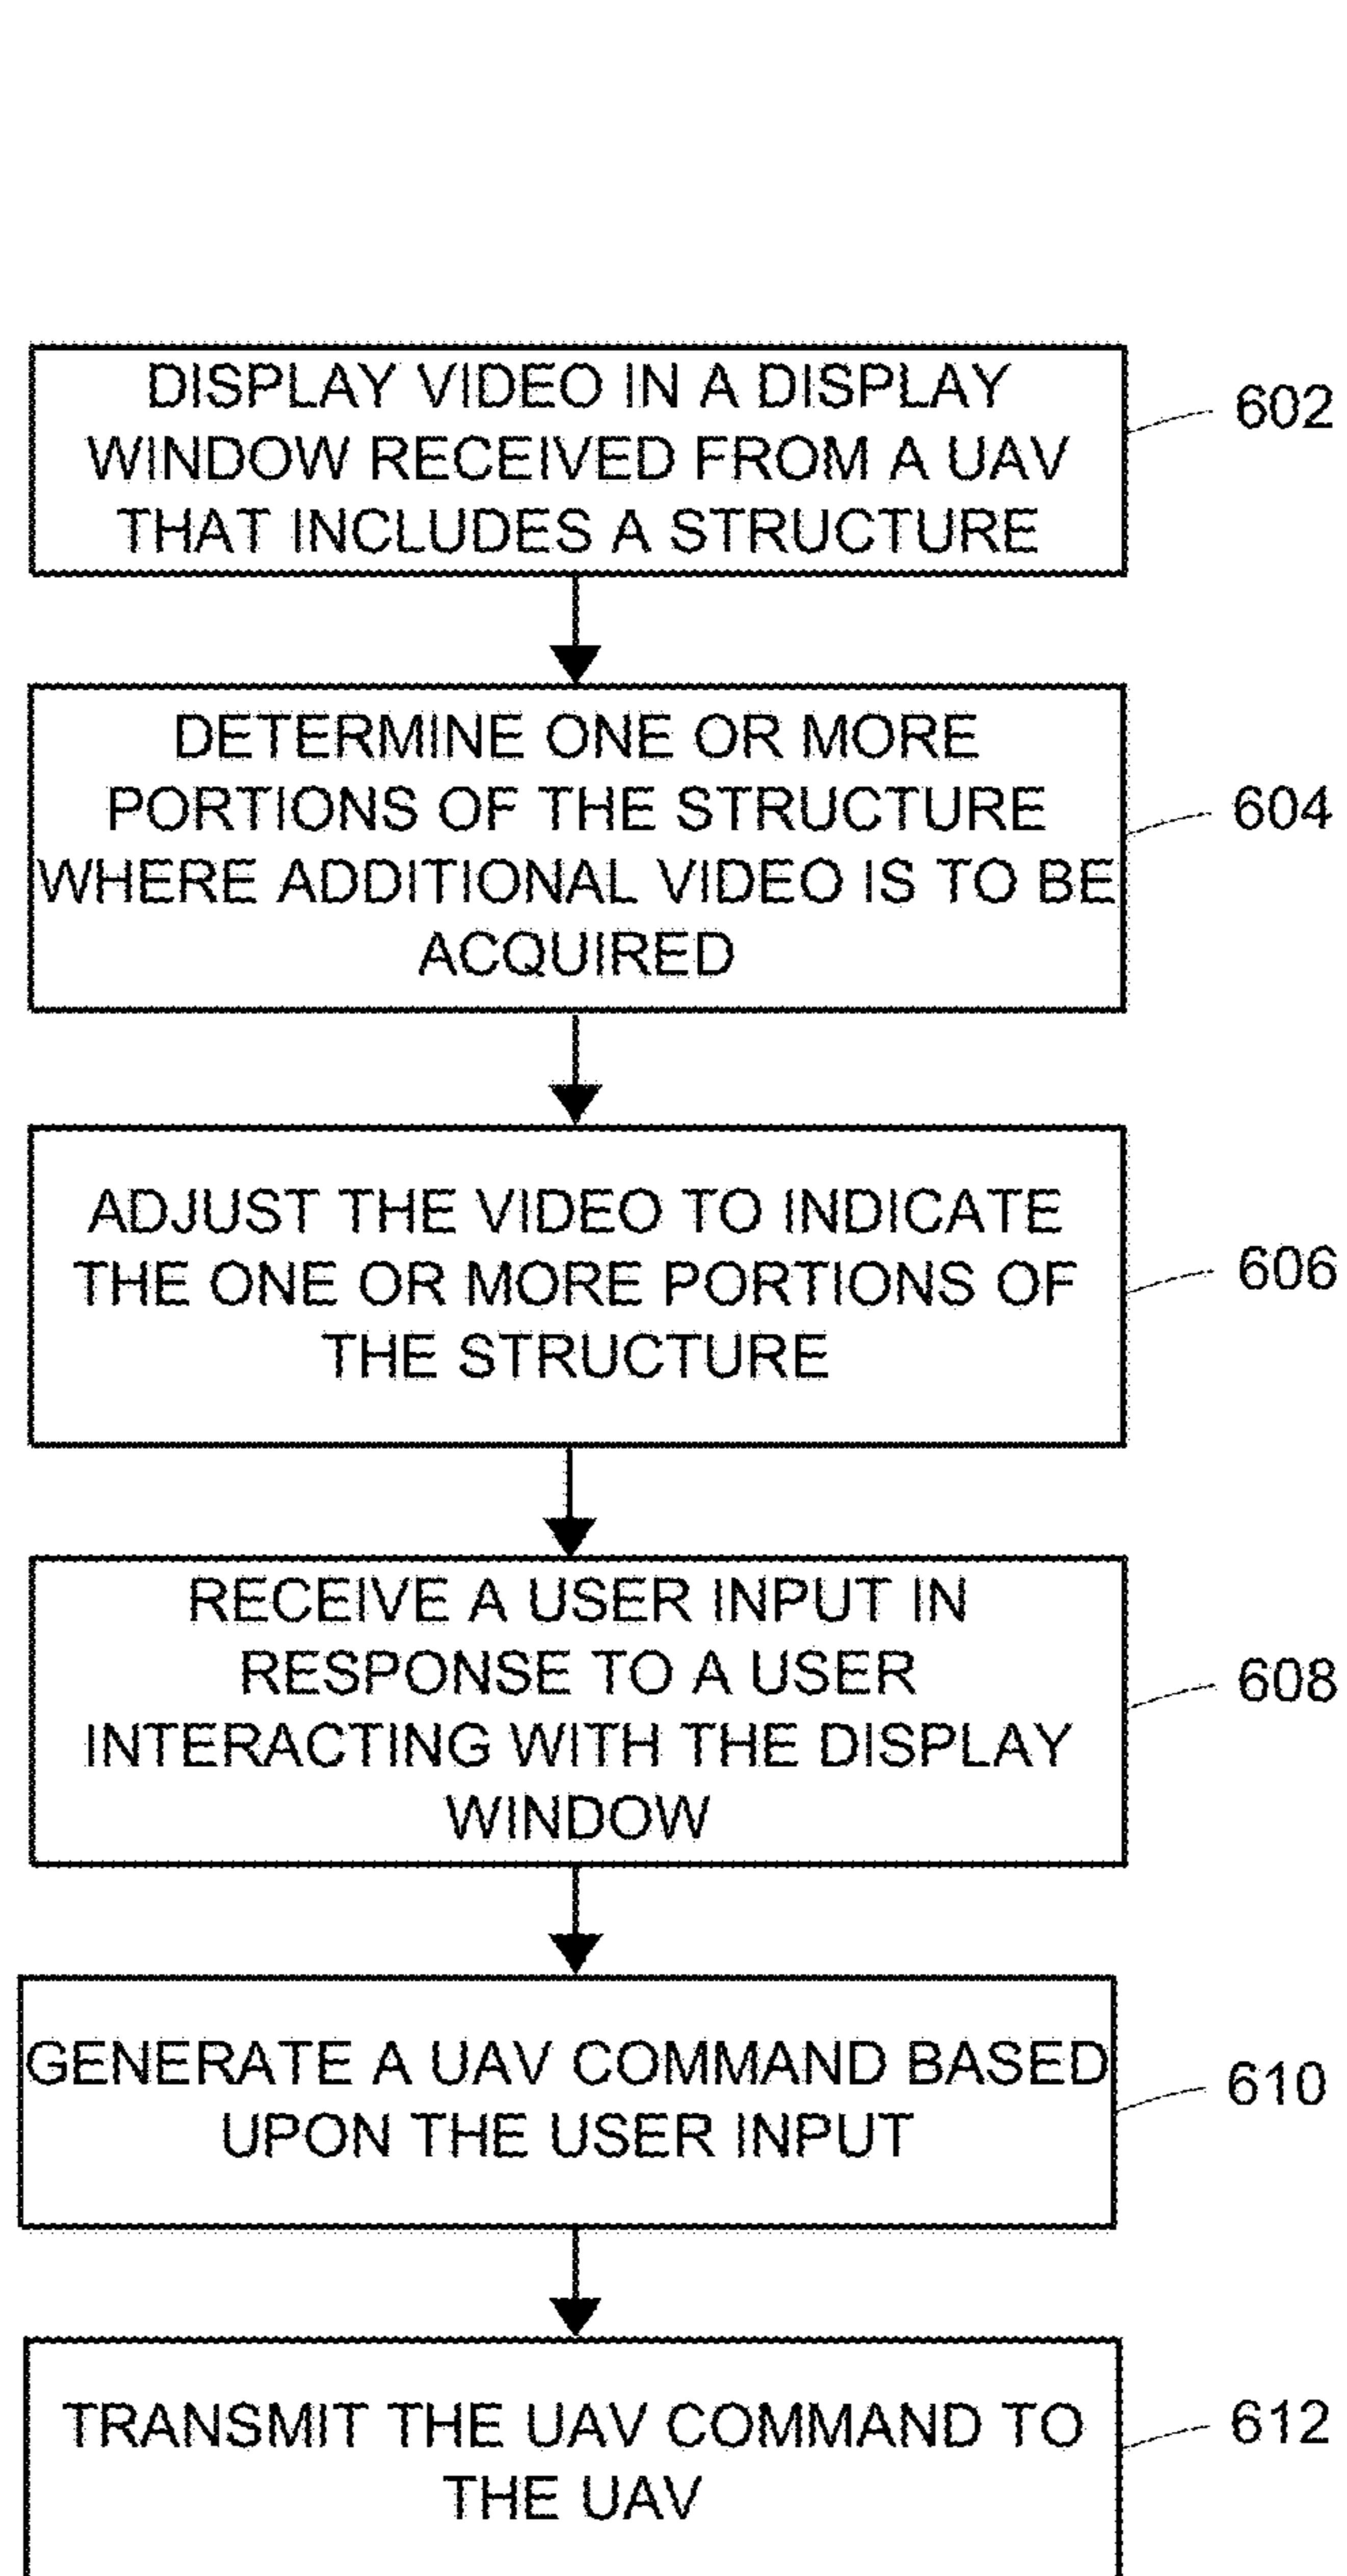 DISPLAY VIDEO IN A DISPLAY
WINDOW RECEIVED FROM A UAV
THAT INCLUDES A STRUCTURE
602
DETERMINE ONE OR MORE
PORTIONS OF THE STRUCTURE
WHERE ADDITIONAL VIDEO IS TO BE
ACQUIRED
604
ADJUST THE VIDEO TO INDICATE
THE ONE OR MORE PORTIONS OF
THE STRUCTURE
606
RECEIVE A USER INPUT IN
RESPONSE TO A USER
INTERACTING WITH THE DISPLAY
WINDOW
608
GENERATE A UAV COMMAND BASED
UPON THE USER INPUT
610
TRANSMIT THE UAV COMMAND TO
THE UAV
612